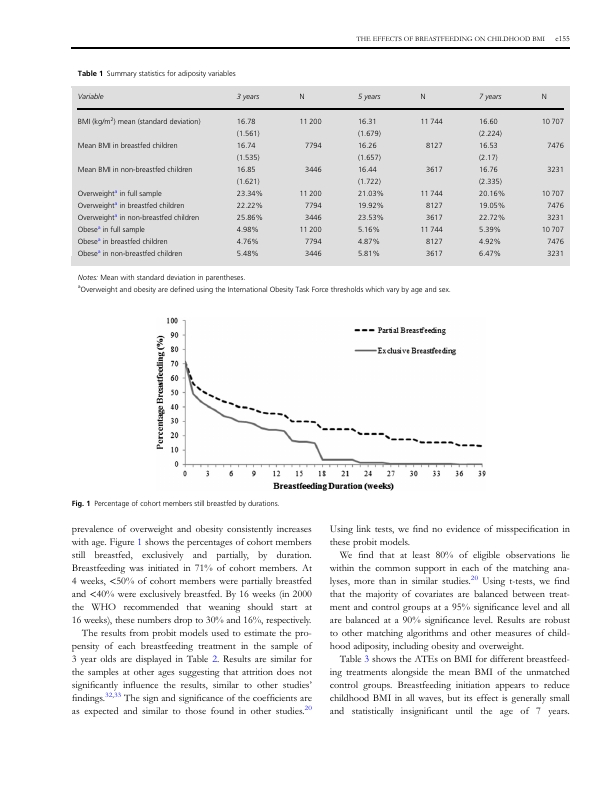 THE EFFECTS OF BREASTFEEDING ON CHILDHOOD BMI e155
Table 1 Summary statistics for adiposity variables
Variable 3 years N 5 years N 7 years N
BMI (kg/m²) mean (standard deviation) 16.78 11 200 16.31 11 744 16.60 10 707
(1.561) (1.679) (2.224)
Mean BMI in breastfed children 16.74 7794 16.26 8127 16.53 7476
(1.535) (1.657) (2.17)
Mean BMI in non-breastfed children 16.85 3446 16.44 3617 16.76 3231
(1.621) (1.722) (2.335)
Overweightᵃ in full sample 23.34% 11 200 21.03% 11 744 20.16% 10 707
Overweightᵃ in breastfed children 22.22% 7794 19.92% 8127 19.05% 7476
Overweightᵃ in non-breastfed children 25.86% 3446 23.53% 3617 22.72% 3231
Obeseᵃ in full sample 4.98% 11 200 5.16% 11 744 5.39% 10 707
Obeseᵃ in breastfed children 4.76% 7794 4.87% 8127 4.92% 7476
Obeseᵃ in non-breastfed children 5.48% 3446 5.81% 3617 6.47% 3231
Notes: Mean with standard deviation in parentheses.
ᵃOverweight and obesity are defined using the International Obesity Task Force thresholds which vary by age and sex.
100
90
80
70
60
50
40
30
20
10
0
Percentage Breastfeeding (%)
Partial Breastfeeding
Exclusive Breastfeeding
0 3 6 9 12 15 18 21 24 27 30 33 36 39
Breastfeeding Duration (weeks)
Fig. 1 Percentage of cohort members still breastfed by durations.
prevalence of overweight and obesity consistently increases
with age. Figure 1 shows the percentages of cohort members
still breastfed, exclusively and partially, by duration.
Breastfeeding was initiated in 71% of cohort members. At
4 weeks, <50% of cohort members were partially breastfed
and <40% were exclusively breastfed. By 16 weeks (in 2000
the WHO recommended that weaning should start at
16 weeks), these numbers drop to 30% and 16%, respectively.
The results from probit models used to estimate the pro-
pensity of each breastfeeding treatment in the sample of
3 year olds are displayed in Table 2. Results are similar for
the samples at other ages suggesting that attrition does not
significantly influence the results, similar to other studies'
findings.³²,³³ The sign and significance of the coefficients are
as expected and similar to those found in other studies.²⁰
Using link tests, we find no evidence of misspecification in
these probit models.
We find that at least 80% of eligible observations lie
within the common support in each of the matching ana-
lyses, more than in similar studies.²⁰ Using t-tests, we find
that the majority of covariates are balanced between treat-
ment and control groups at a 95% significance level and all
are balanced at a 90% significance level. Results are robust
to other matching algorithms and other measures of child-
hood adiposity, including obesity and overweight.
Table 3 shows the ATEs on BMI for different breastfeed-
ing treatments alongside the mean BMI of the unmatched
control groups. Breastfeeding initiation appears to reduce
childhood BMI in all waves, but its effect is generally small
and statistically insignificant until the age of 7 years.